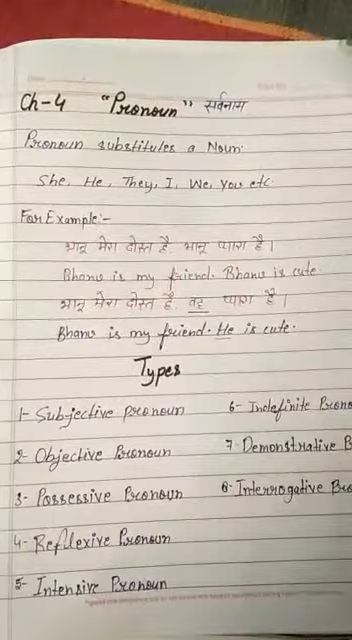 Ch-4 "Pronoun" सर्वनाम
Pronoun substitutes a Noun.
She, He, They, I, We, You etc.
For Example:-
भानू मेरा दोस्त है भानू प्यारा है।
Bhanu is my friend. Bhanu is cute.
भानू मेरा दोस्त है. वह प्यारा है।
Bhanu is my friend. He is cute.
Types
1- Subjective pronoun
2- Objective Pronoun
3- Possessive Pronoun
4- Reflexive Pronoun
5- Intensive Pronoun
6- Indefinite Prono
7- Demonstrative P
8- Interrogative Pro